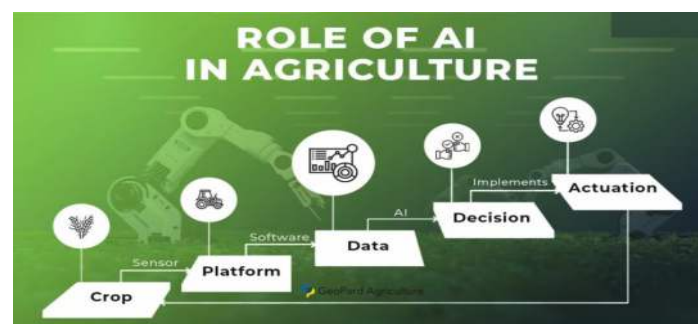 ROLE OF AI
IN AGRICULTURE
Implements
Actuation
AI
Decision
Software
Data
Sensor
Platform
GeoPard Agriculture
Crop